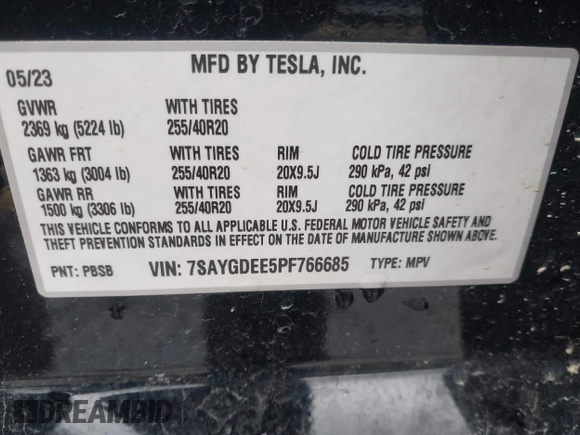 MFD BY TESLA, INC.
05/23
GVWR WITH TIRES
2369 kg (5224 lb) 255/40R20
GAWR FRT WITH TIRES RIM COLD TIRE PRESSURE
1363 kg (3004 lb) 255/40R20 20X9.5J 290 kPa, 42 psi
GAWR RR WITH TIRES RIM COLD TIRE PRESSURE
1500 kg (3306 lb) 255/40R20 20X9.5J 290 kPa, 42 psi
THIS VEHICLE CONFORMS TO ALL APPLICABLE U.S. FEDERAL MOTOR VEHICLE SAFETY AND
THEFT PREVENTION STANDARDS IN EFFECT ON THE DATE OF MANUFACTURE SHOWN ABOVE.
PNT: PBSB VIN: 7SAYGDEE5PF766685 TYPE: MPV
DREAMBID